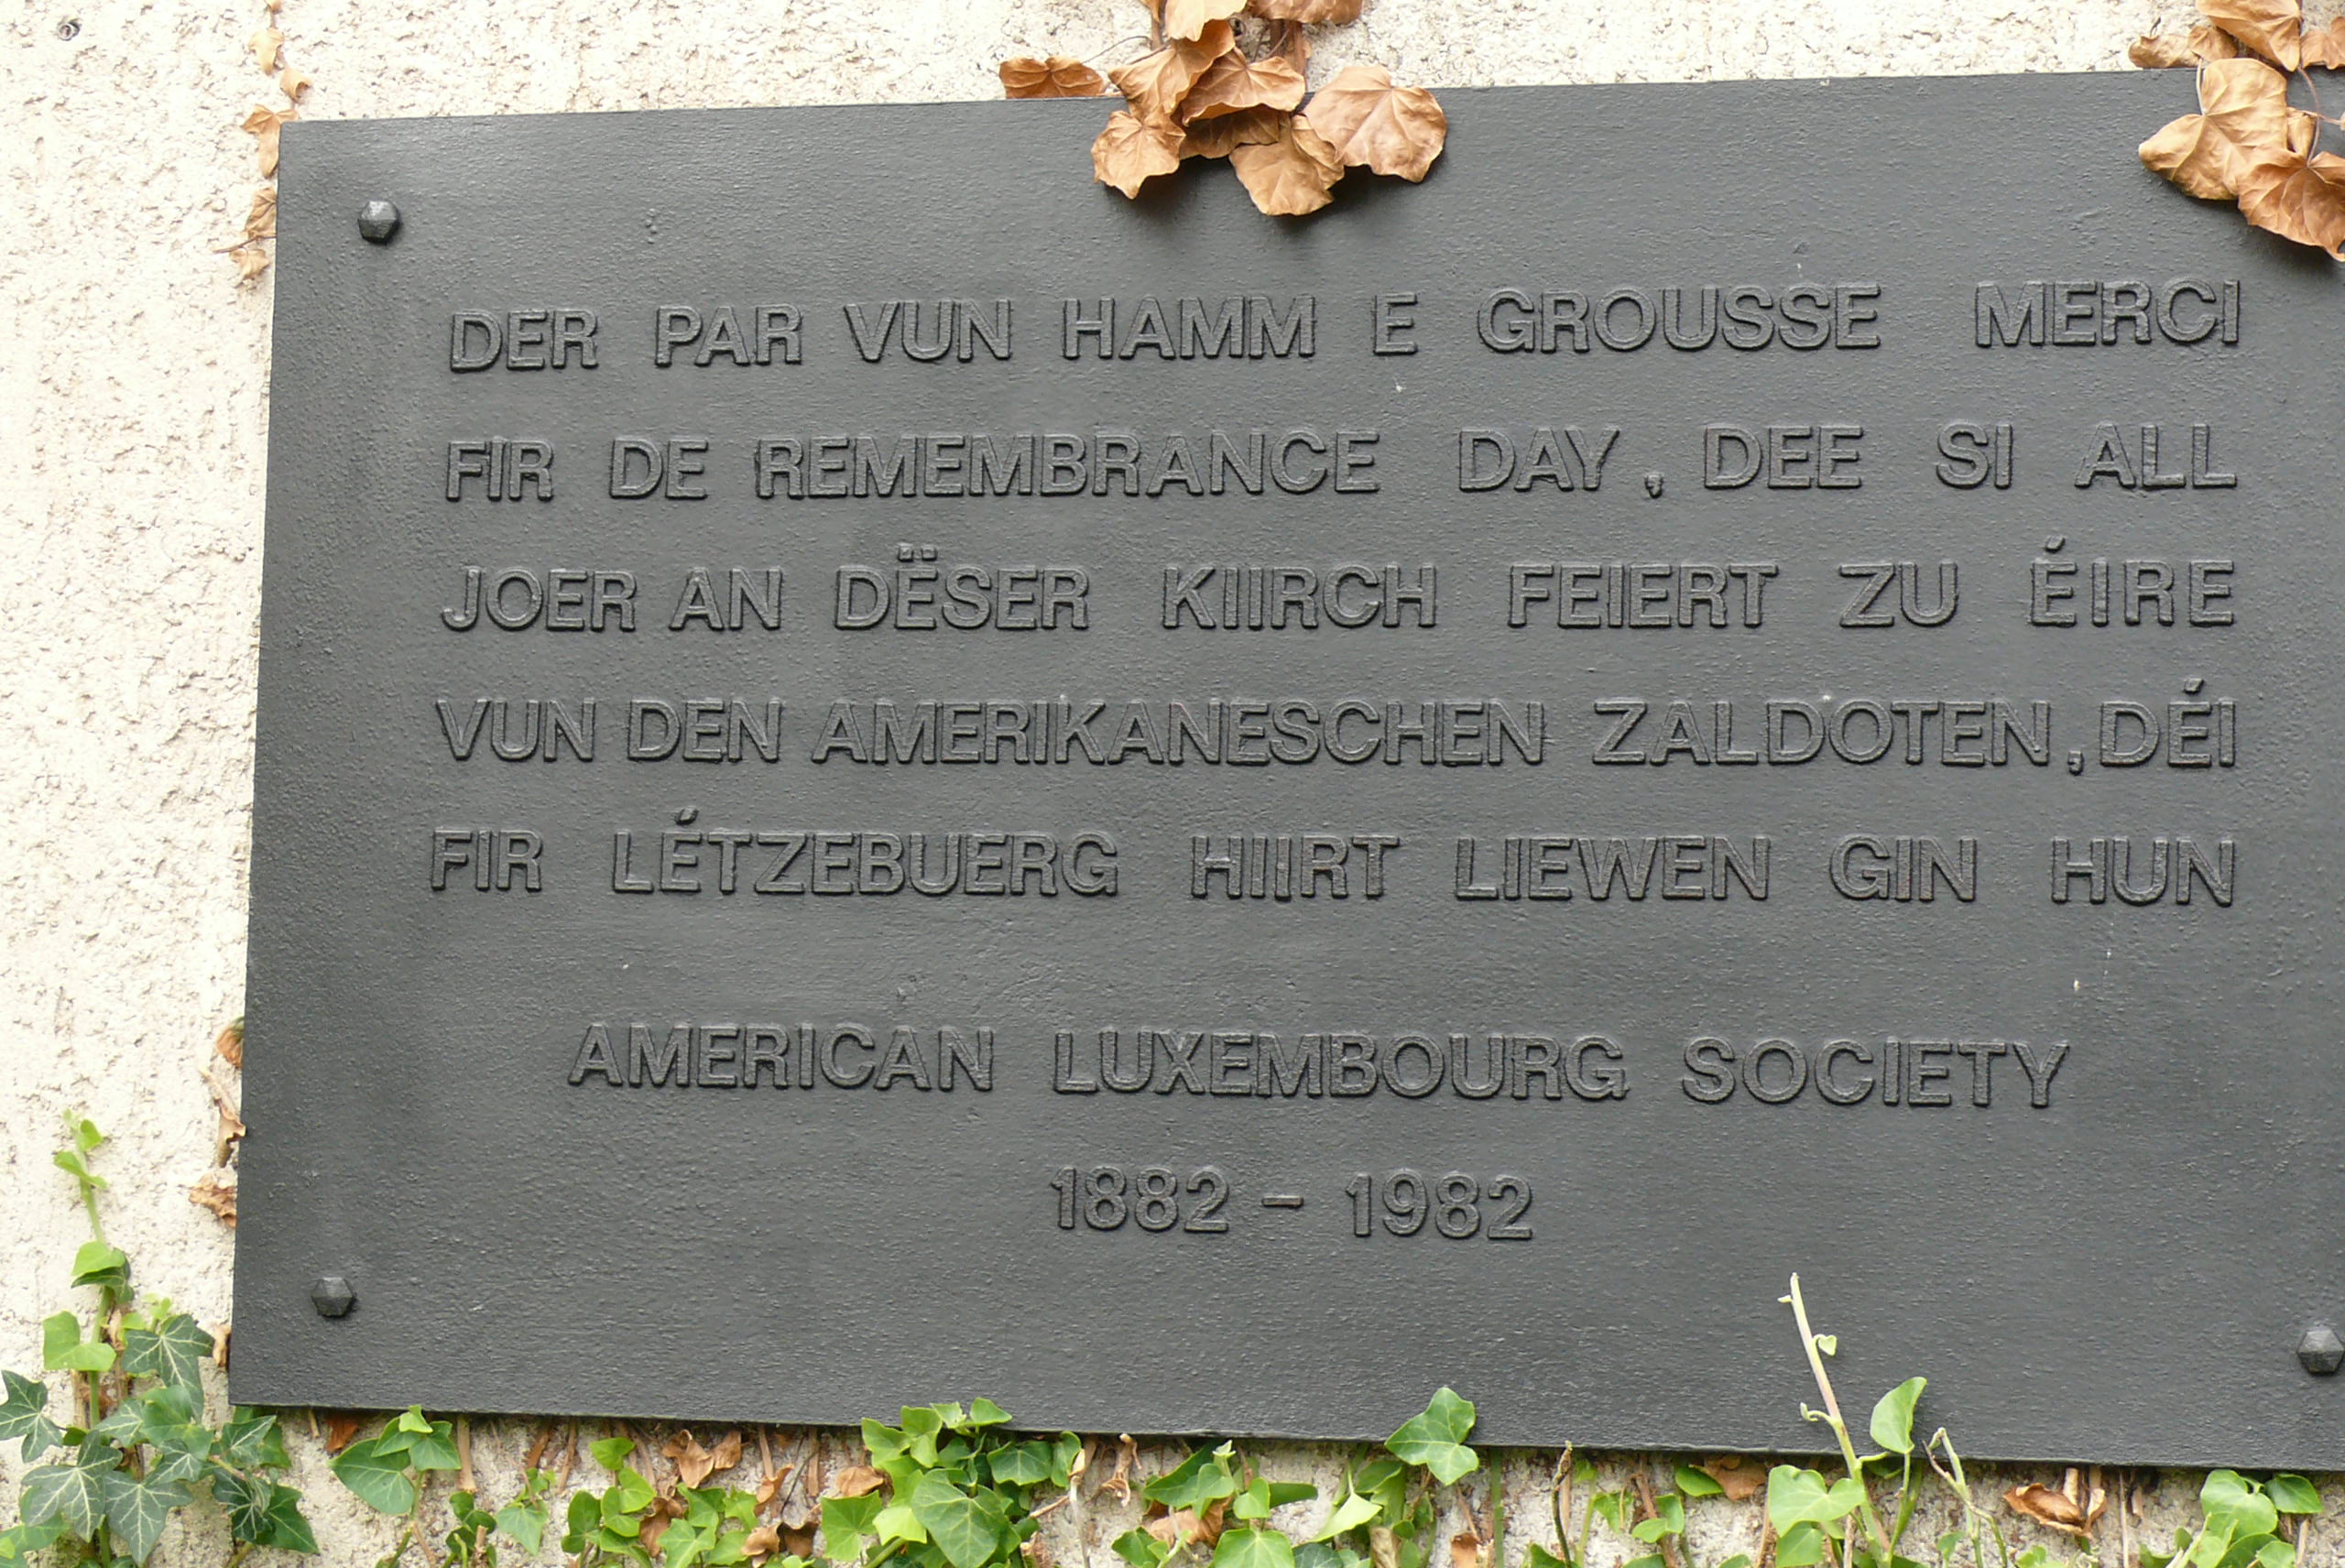 DER PAR VUN HAMM E GROUSSE MERCI
FIR DE REMEMBRANCE DAY, DEE SI ALL
JOER AN DËSER KIIRCH FEIERT ZU ÉIRE
VUN DEN AMERIKANESCHEN ZALDOTEN, DÉI
FIR LÉTZEBUERG HIIRT LIEWEN GIN HUN
AMERICAN LUXEMBOURG SOCIETY
1882 - 1982